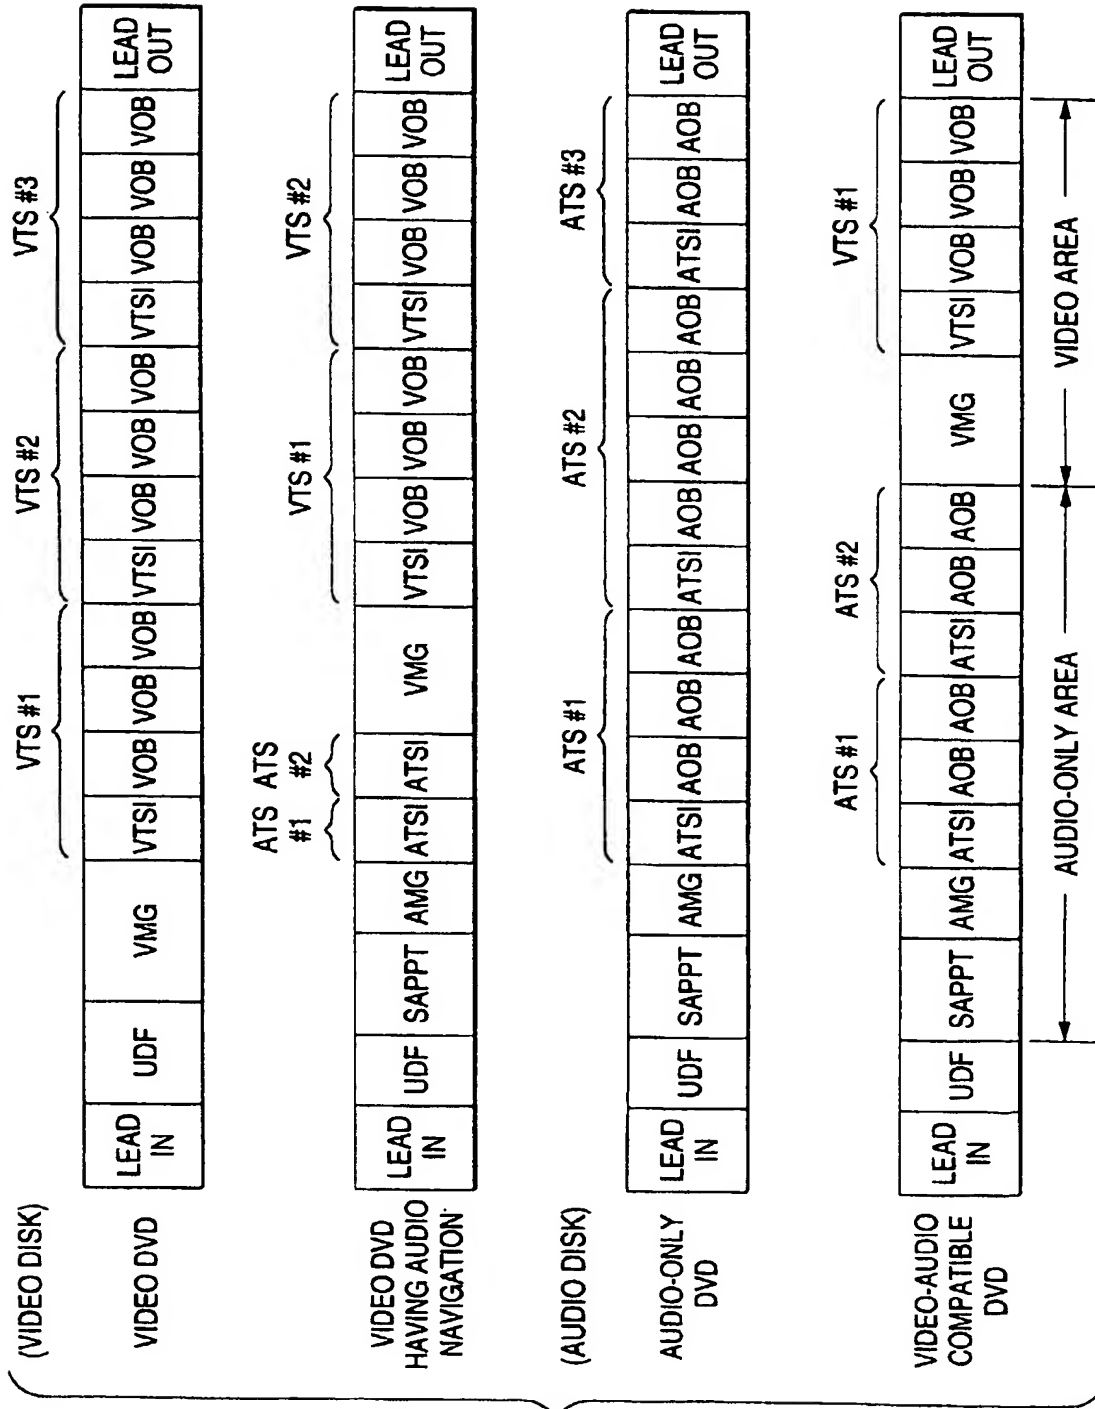 (VIDEO DISK)
VTS #1 VTS #2 VTS #3
VIDEO DVD
LEAD IN UDF VMG VTSI VOB VOB VOB VTSI VOB VOB VOB VTSI VOB VOB VOB LEAD OUT
ATS #1 ATS #2 VTS #1 VTS #2
VIDEO DVD
HAVING AUDIO
NAVIGATION
LEAD IN UDF SAPPT AMG ATSI ATSI VMG VTSI VOB VOB VOB VTSI VOB VOB VOB LEAD OUT
(AUDIO DISK)
ATS #1 ATS #2 ATS #3
AUDIO-ONLY
DVD
LEAD IN UDF SAPPT AMG ATSI AOB AOB AOB ATSI AOB AOB AOB AOB ATSI AOB AOB LEAD OUT
ATS #1 ATS #2 VTS #1
VIDEO-AUDIO
COMPATIBLE
DVD
LEAD IN UDF SAPPT AMG ATSI AOB AOB ATSI AOB AOB VMG VTSI VOB VOB VOB LEAD OUT
AUDIO-ONLY AREA VIDEO AREA